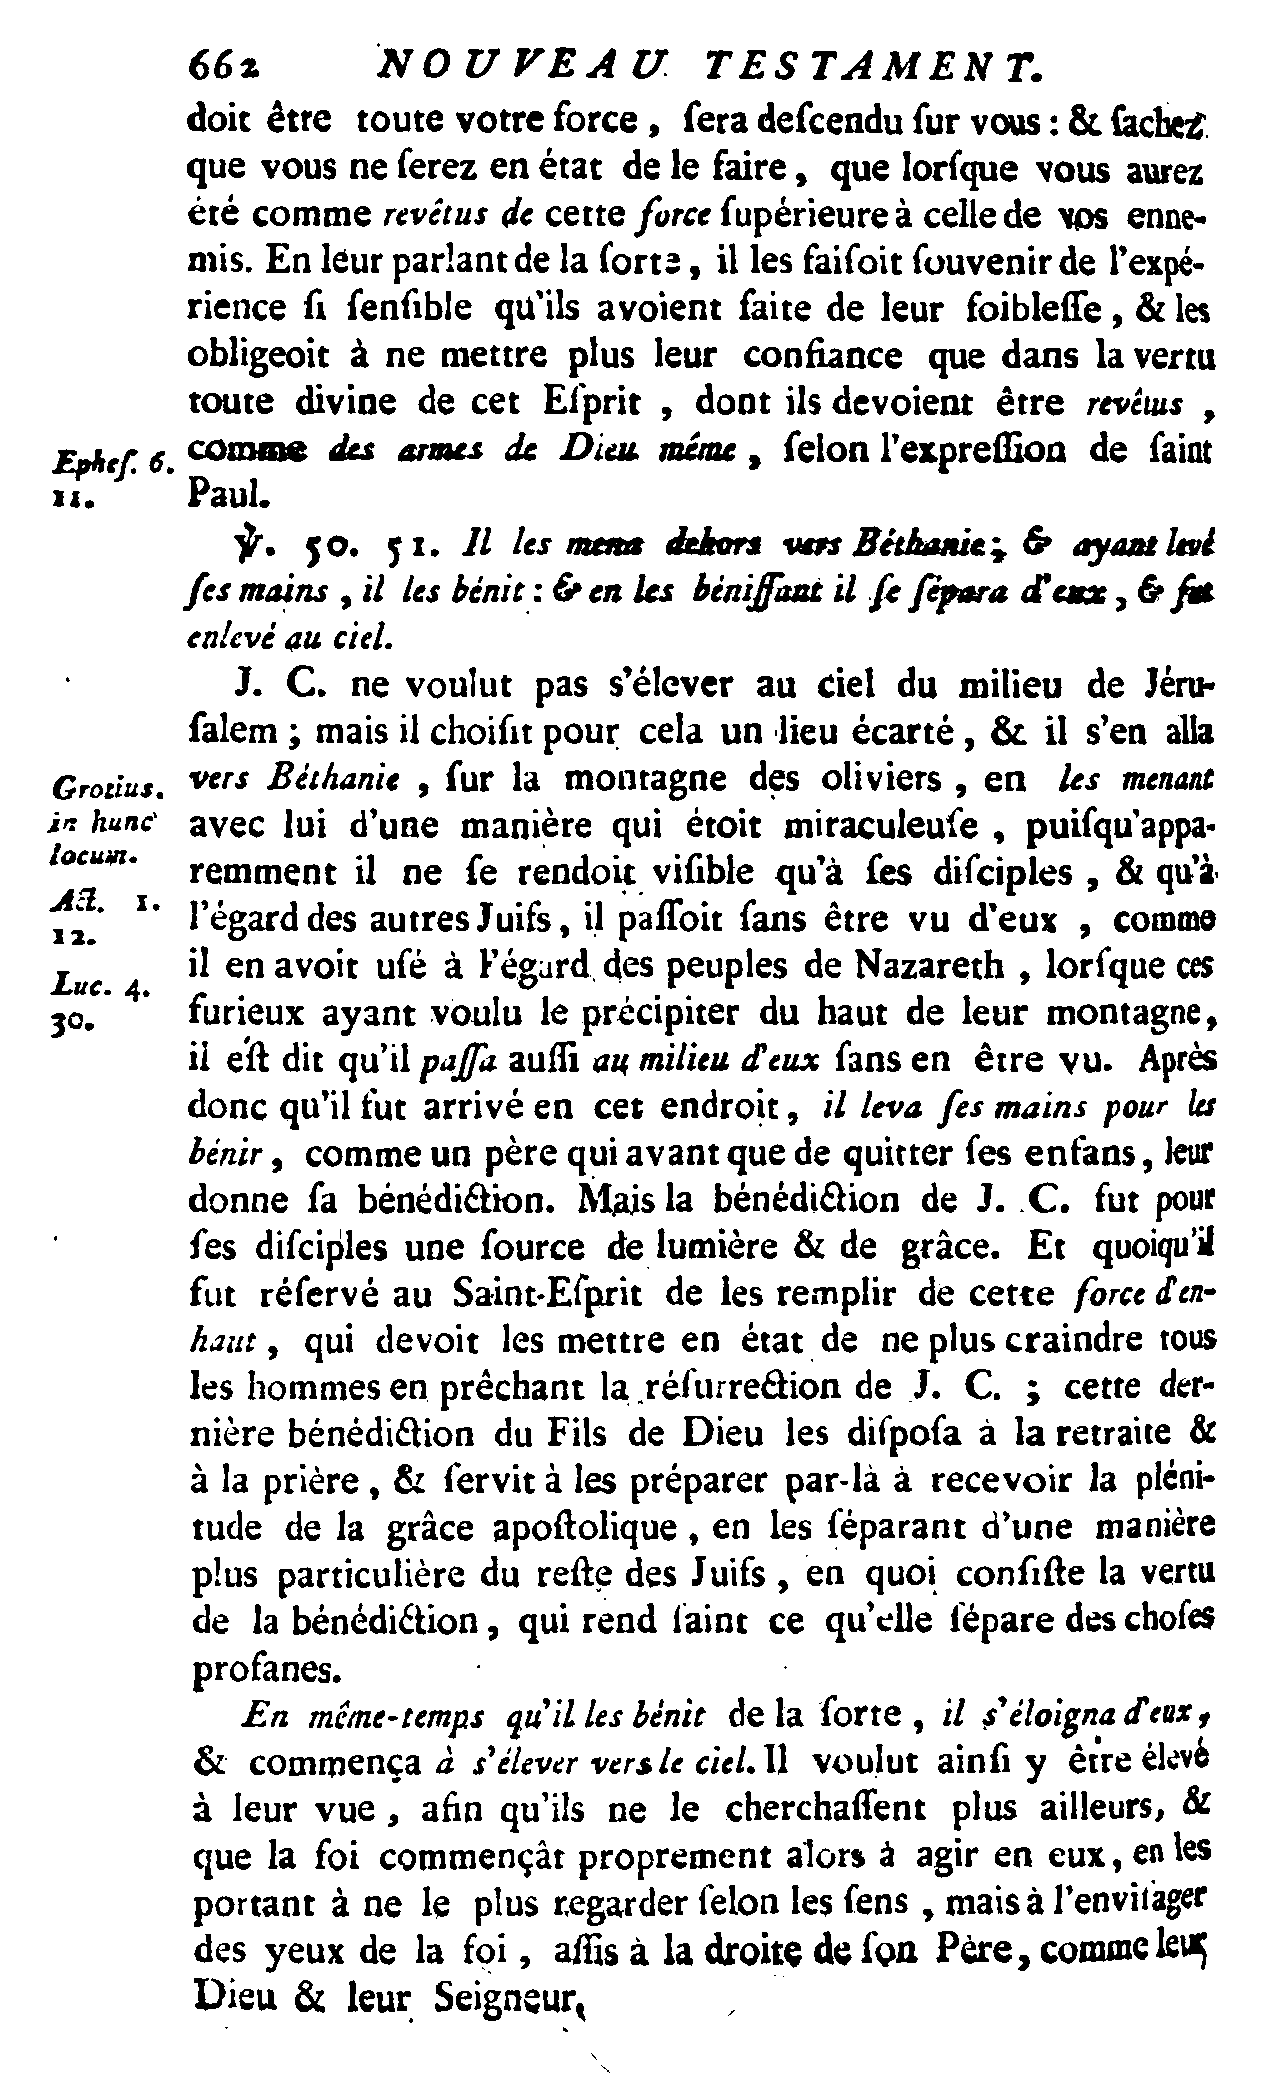 662 NOUVEAU TESTAMENT.
doit être toute votre force, ſera deſcendu ſur vous : & ſachez
que vous ne ſerez en état de le faire, que lorſque vous aurez
été comme revêtus de cette force ſupérieure à celle de vos enne-
mis. En leur parlant de la ſorte, il les faiſoit ſouvenir de l'expé-
rience ſi ſenſible qu'ils avoient faite de leur foibleſſe, & les
obligeoit à ne mettre plus leur confiance que dans la vertu
toute divine de cet Eſprit, dont ils devoient être revêtus,
Epheſ. 6. comme des armes de Dieu même, ſelon l'expreſſion de ſaint
11. Paul.
℣. 50. 51. Il les mena dehors vers Béthanie; & ayant levé
ſes mains, il les bénit : & en les béniſſant il ſe ſépara d'eux, & fut
enlevé au ciel.
J. C. ne voulut pas s'élever au ciel du milieu de Jéru-
ſalem ; mais il choiſit pour cela un lieu écarté, & il s'en alla
Grotius. vers Béthanie, ſur la montagne des oliviers, en les menant
in hunc avec lui d'une manière qui étoit miraculeuſe, puiſqu'appa-
locum. remment il ne ſe rendoit viſible qu'à ſes diſciples, & qu'à
Act. 1. l'égard des autres Juifs, il paſſoit ſans être vu d'eux, comme
12. il en avoit uſé à l'égard des peuples de Nazareth, lorſque ces
Luc. 4. furieux ayant voulu le précipiter du haut de leur montagne,
30. il eſt dit qu'il paſſa auſſi au milieu d'eux ſans en être vu. Après
donc qu'il fut arrivé en cet endroit, il leva ſes mains pour les
bénir, comme un père qui avant que de quitter ſes enfans, leur
donne ſa bénédiction. Mais la bénédiction de J. C. fut pour
ſes diſciples une ſource de lumière & de grâce. Et quoiqu'il
fut réſervé au Saint-Eſprit de les remplir de cette force d'en-
haut, qui devoit les mettre en état de ne plus craindre tous
les hommes en prêchant la réſurrection de J. C. ; cette der-
nière bénédiction du Fils de Dieu les diſpoſa à la retraite &
à la prière, & ſervit à les préparer par-là à recevoir la pléni-
tude de la grâce apoſtolique, en les ſéparant d'une manière
plus particulière du reſte des Juifs, en quoi conſiſte la vertu
de la bénédiction, qui rend ſaint ce qu'elle ſépare des choſes
profanes.
En même-temps qu'il les bénit de la ſorte, il s'éloigna d'eux,
& commença à s'élever vers le ciel. Il voulut ainſi y être élevé
à leur vue, afin qu'ils ne le cherchaſſent plus ailleurs, &
que la foi commençât proprement alors à agir en eux, en les
portant à ne le plus regarder ſelon les ſens, mais à l'enviſager
des yeux de la foi, aſſis à la droite de ſon Père, comme leur
Dieu & leur Seigneur.